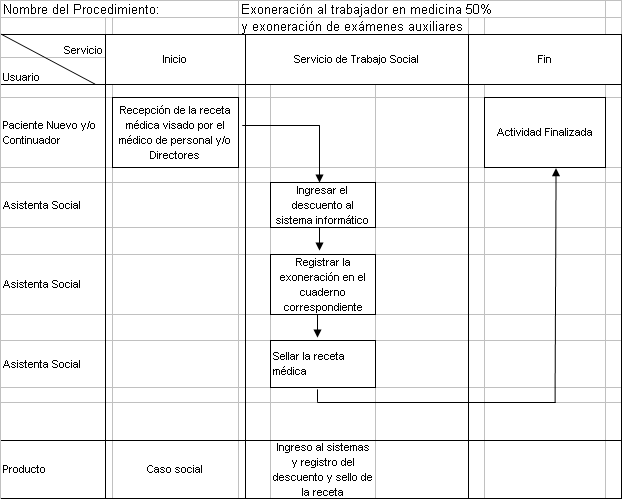 Nombre del Procedimiento:
Exoneración al trabajador en medicina 50%
y exoneración de exámenes auxiliares
Servicio
Usuario
Inicio
Servicio de Trabajo Social
Fin
Paciente Nuevo y/o
Continuador
Recepción de la receta
médica visado por el
médico de personal y/o
Directores
Actividad Finalizada
Asistenta Social
Ingresar el
descuento al
sistema informático
Asistenta Social
Registrar la
exoneración en el
cuaderno
correspondiente
Asistenta Social
Sellar la receta
médica
Producto
Caso social
Ingreso al sistemas
y registro del
descuento y sello de
la receta